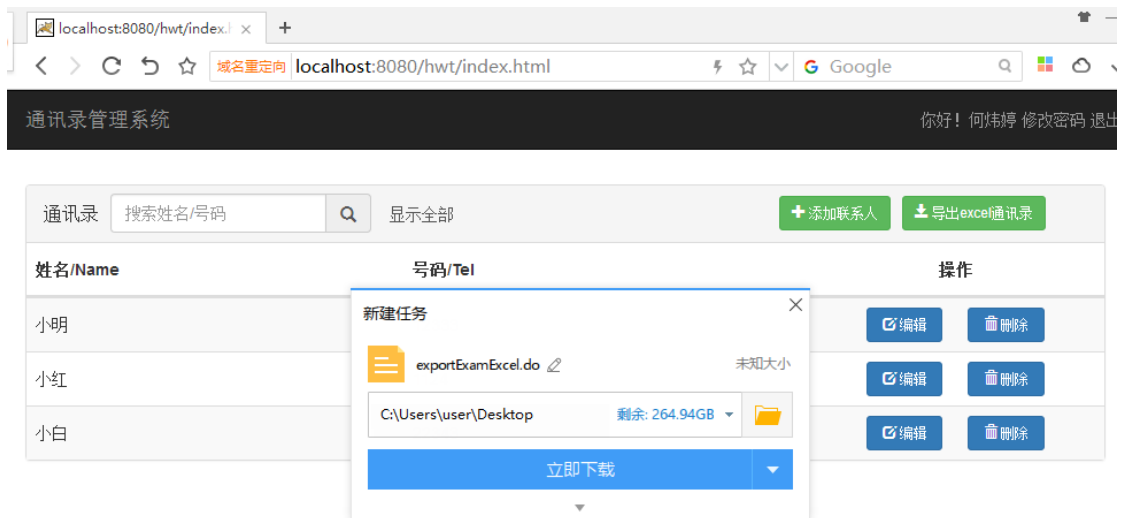 localhost:8080/hwt/index.h
域名重定向 localhost:8080/hwt/index.html Google
通讯录管理系统 你好! 何炜婷 修改密码 退出
通讯录 搜索姓名/号码 显示全部 添加联系人 导出excel通讯录
姓名/Name 号码/Tel 操作
新建任务
小明 编辑 删除
exportExamExcel.do 未知大小
小红 编辑 删除
C:\Users\user\Desktop 剩余: 264.94GB
小白 编辑 删除
立即下载